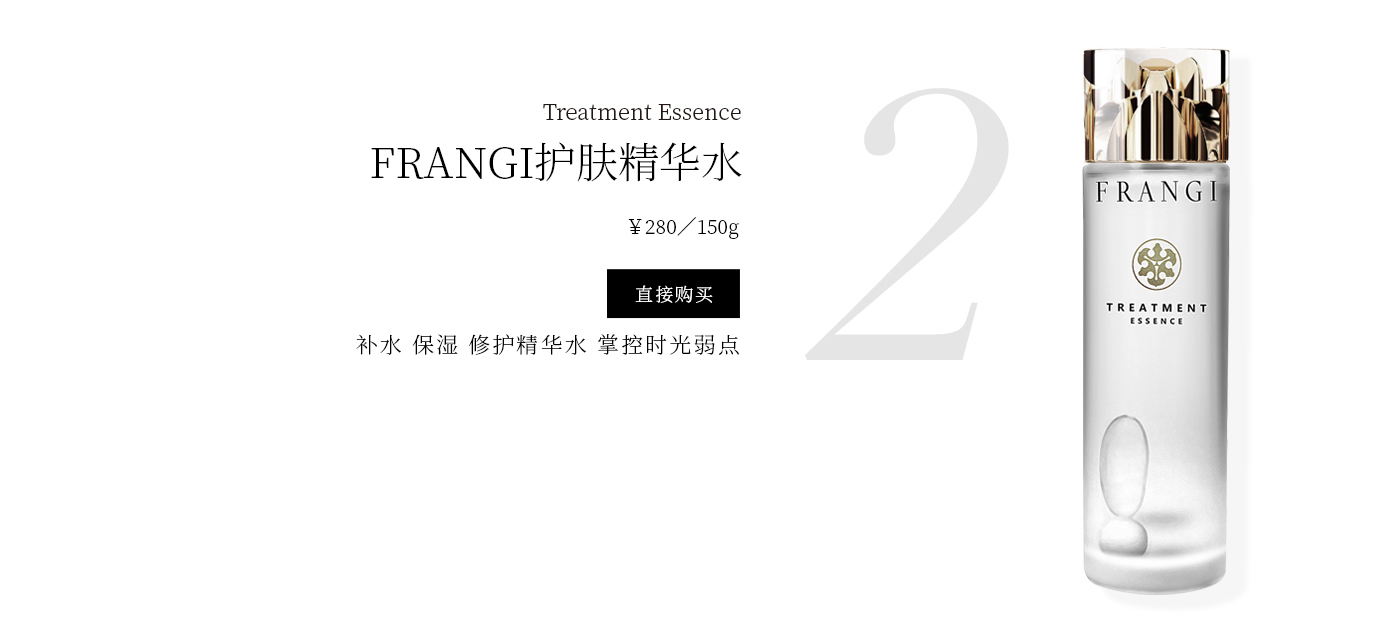 Treatment Essence
FRANGI护肤精华水
¥280／150g
直接购买
补水 保湿 修护精华水 掌控时光弱点
2
FRANGI
TREATMENT
ESSENCE